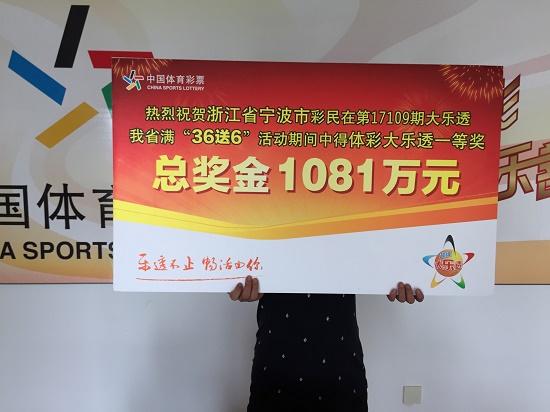 中国体育彩票
CHINA SPORTS LOTTERY
热烈祝贺浙江省宁波市彩民在第17109期大乐透
我省满“36送6”活动期间中得体彩大乐透一等奖
总奖金1081万元
乐透不止 畅活由你
国体育
NA SPORTS
乐